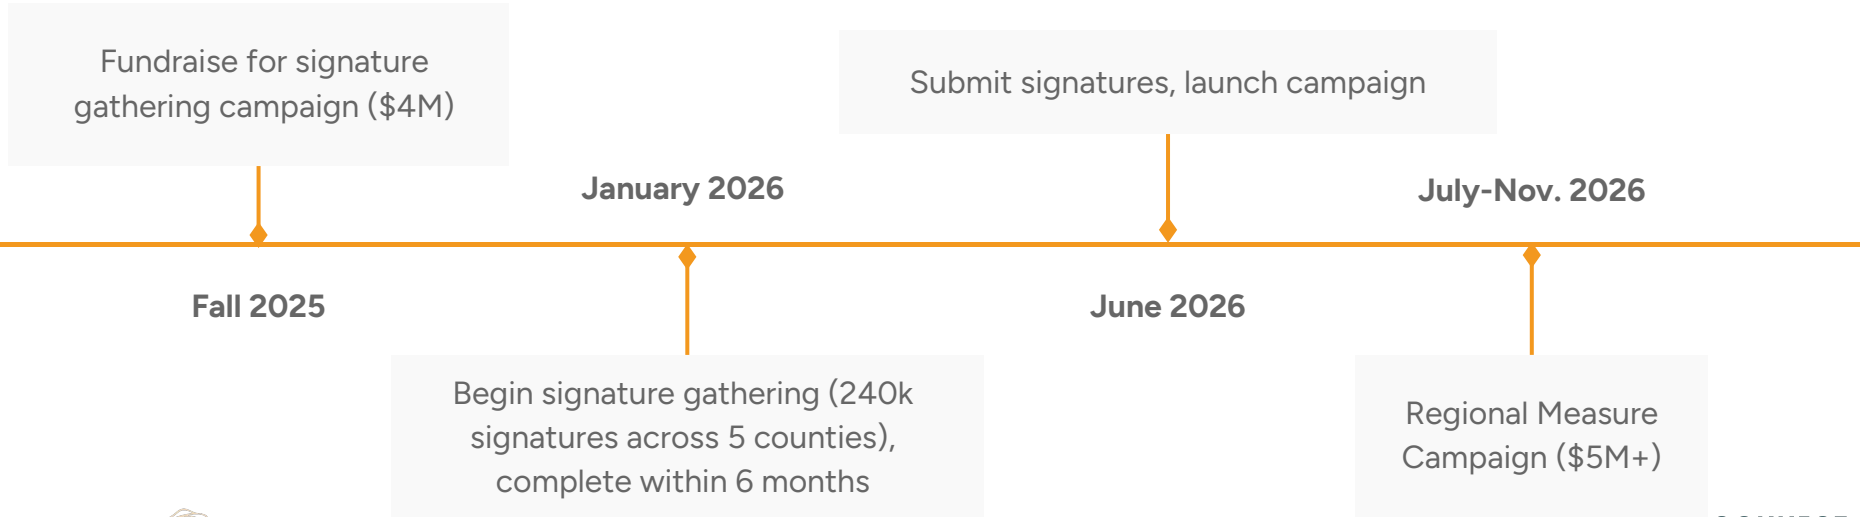 Fundraise for signature
gathering campaign ($4M)
Submit signatures, launch campaign
January 2026
July-Nov. 2026
Fall 2025
June 2026
Begin signature gathering (240k
signatures across 5 counties),
complete within 6 months
Regional Measure
Campaign ($5M+)